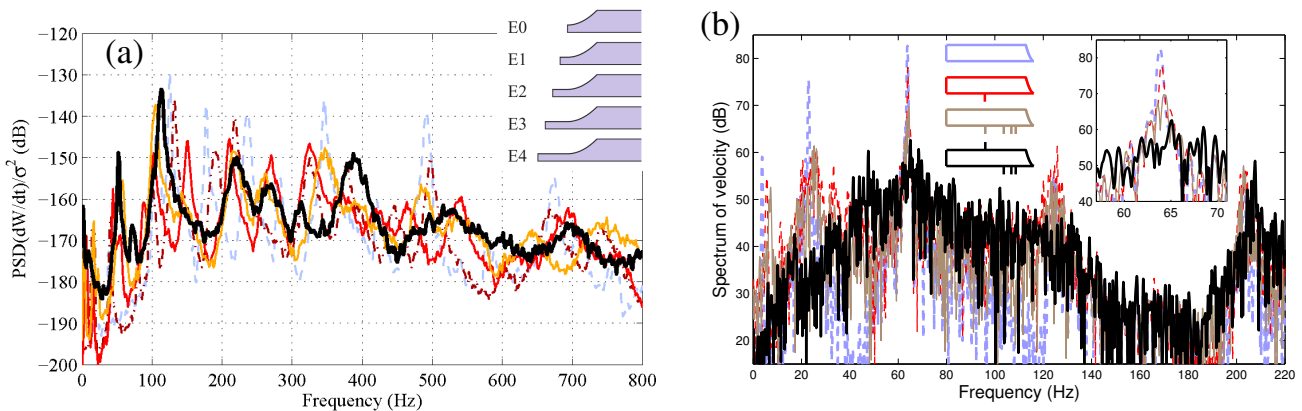 (a)
PSD(dW/dt)/σ² (dB)
−120
−130
−140
−150
−160
−170
−180
−190
−200
0 100 200 300 400 500 600 700 800
Frequency (Hz)
E0
E1
E2
E3
E4
(b)
Spectrum of velocity (dB)
80
70
60
50
40
30
20
0 20 40 60 80 100 120 140 160 180 200 220
Frequency (Hz)
80
70
60
50
40
60 65 70